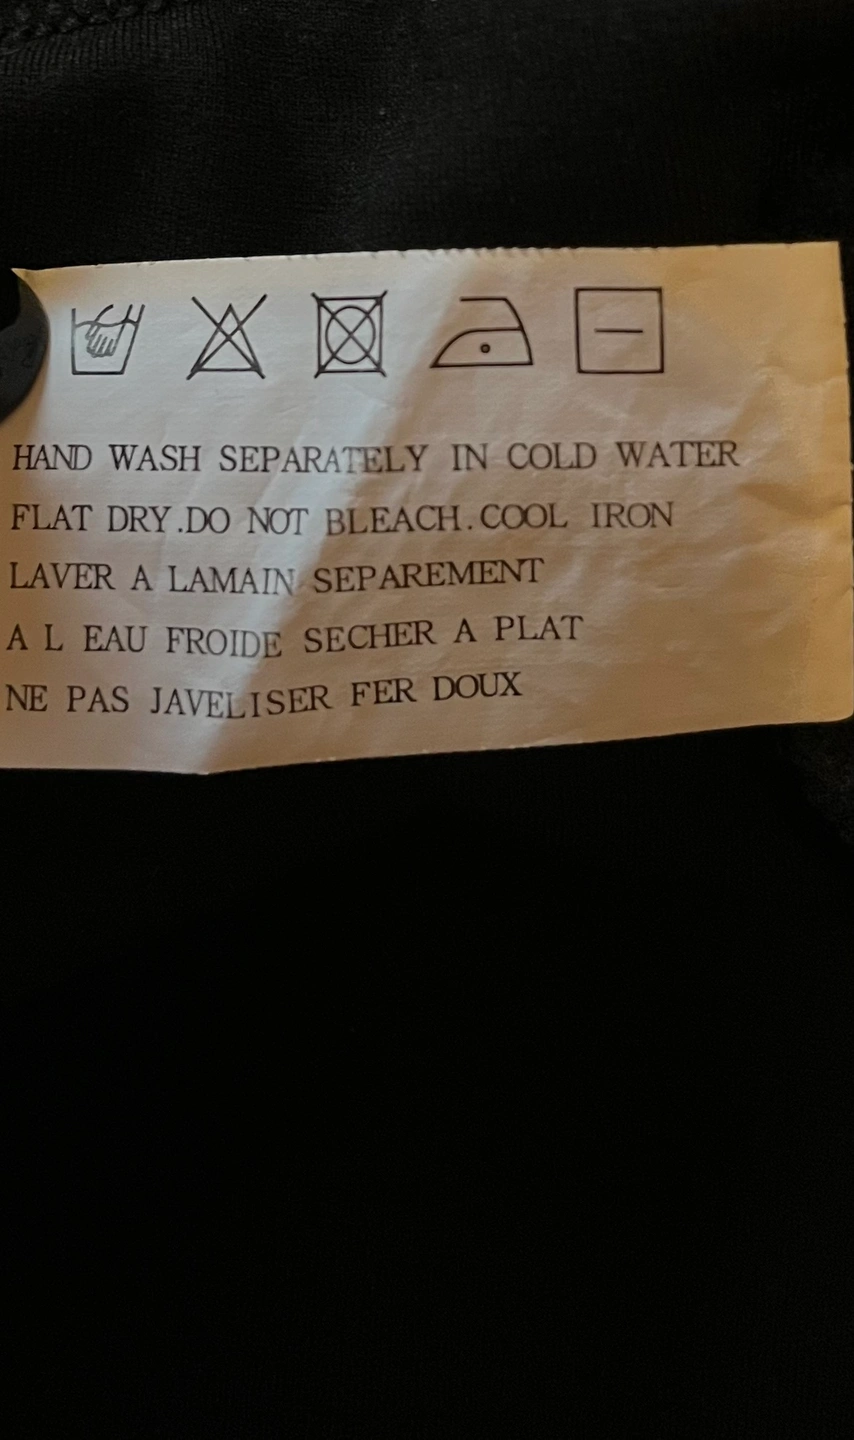 HAND WASH SEPARATELY IN COLD WATER
FLAT DRY.DO NOT BLEACH.COOL IRON
LAVER A LAMAIN SEPAREMENT
A L EAU FROIDE SECHER A PLAT
NE PAS JAVELISER FER DOUX